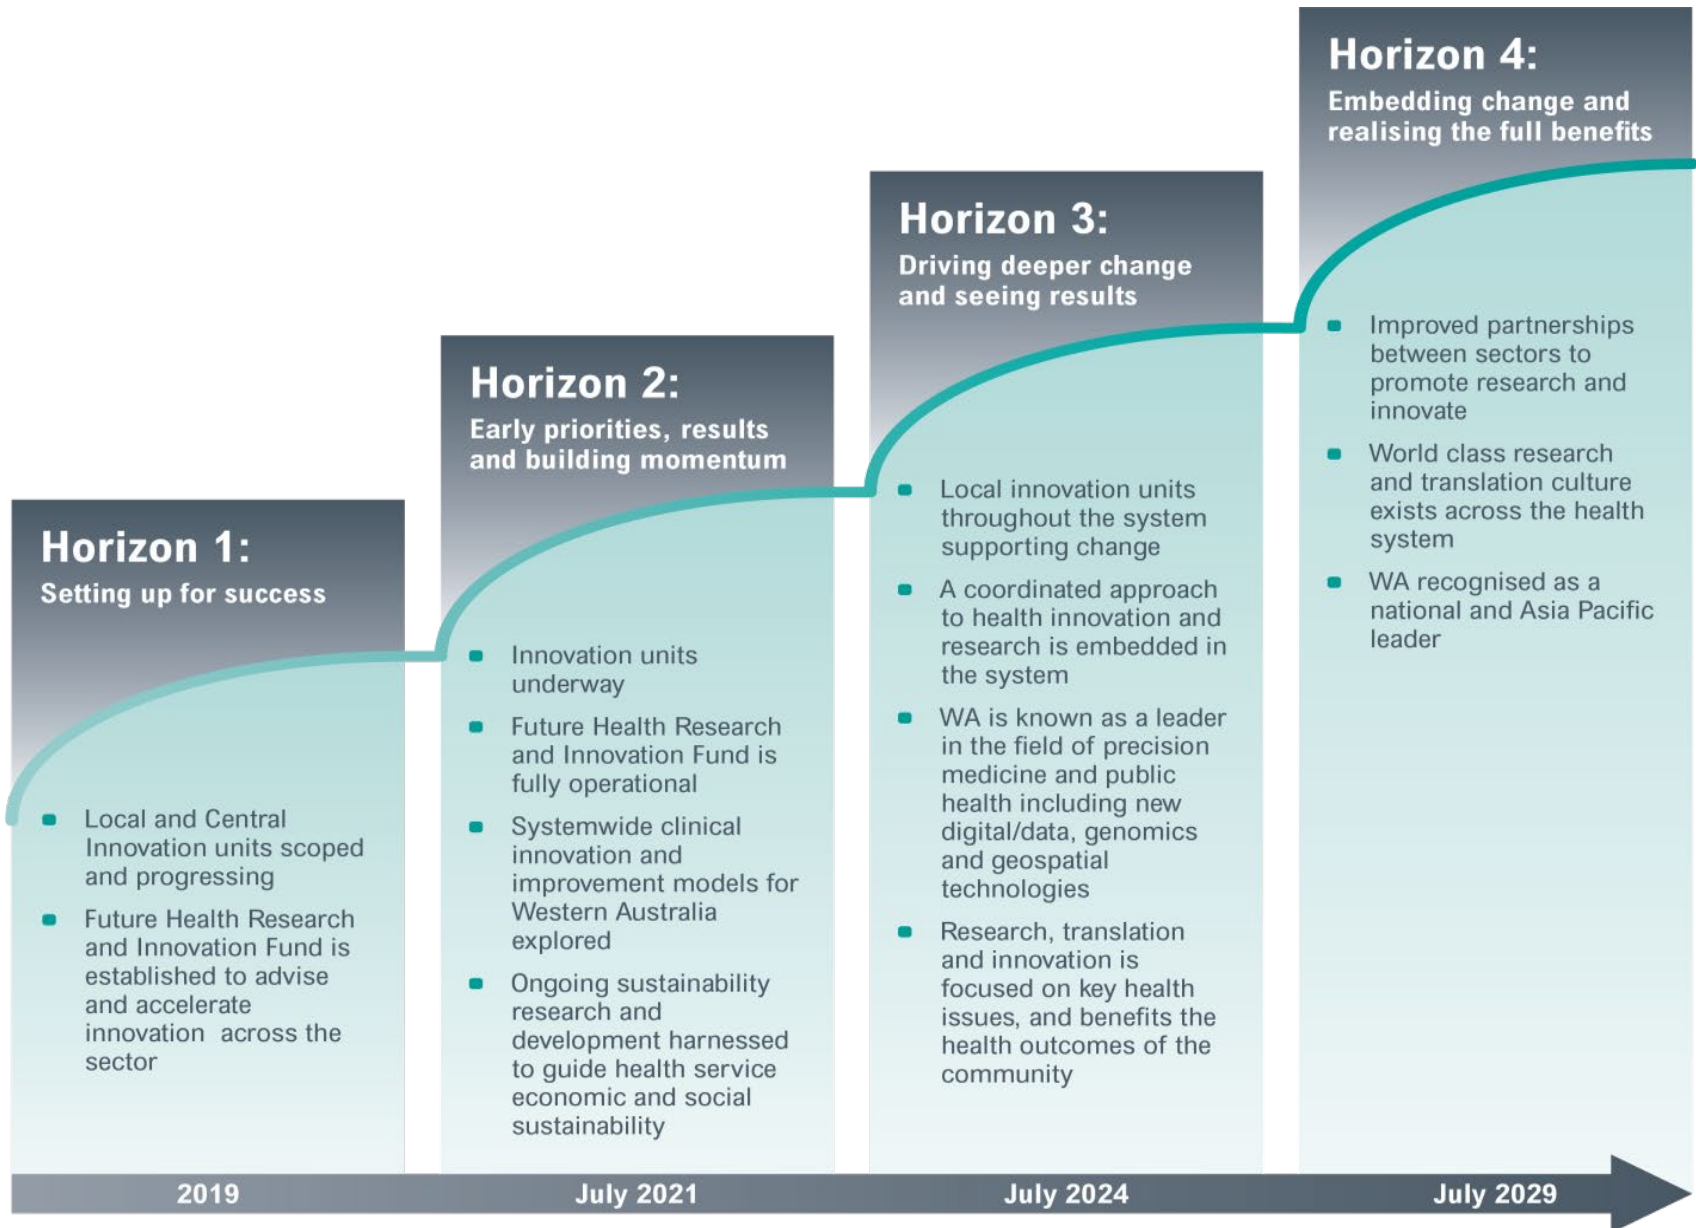 Horizon 1:
Setting up for success
Local and Central
Innovation units scoped
and progressing
Future Health Research
and Innovation Fund is
established to advise
and accelerate
innovation across the
sector
2019
Horizon 2:
Early priorities, results
and building momentum
Innovation units
underway
Future Health Research
and Innovation Fund is
fully operational
Systemwide clinical
innovation and
improvement models for
Western Australia
explored
Ongoing sustainability
research and
development harnessed
to guide health service
economic and social
sustainability
July 2021
Horizon 3:
Driving deeper change
and seeing results
Local innovation units
throughout the system
supporting change
A coordinated approach
to health innovation and
research is embedded in
the system
WA is known as a leader
in the field of precision
medicine and public
health including new
digital/data, genomics
and geospatial
technologies
Research, translation
and innovation is
focused on key health
issues, and benefits the
health outcomes of the
community
July 2024
Horizon 4:
Embedding change and
realising the full benefits
Improved partnerships
between sectors to
promote research and
innovate
World class research
and translation culture
exists across the health
system
WA recognised as a
national and Asia Pacific
leader
July 2029